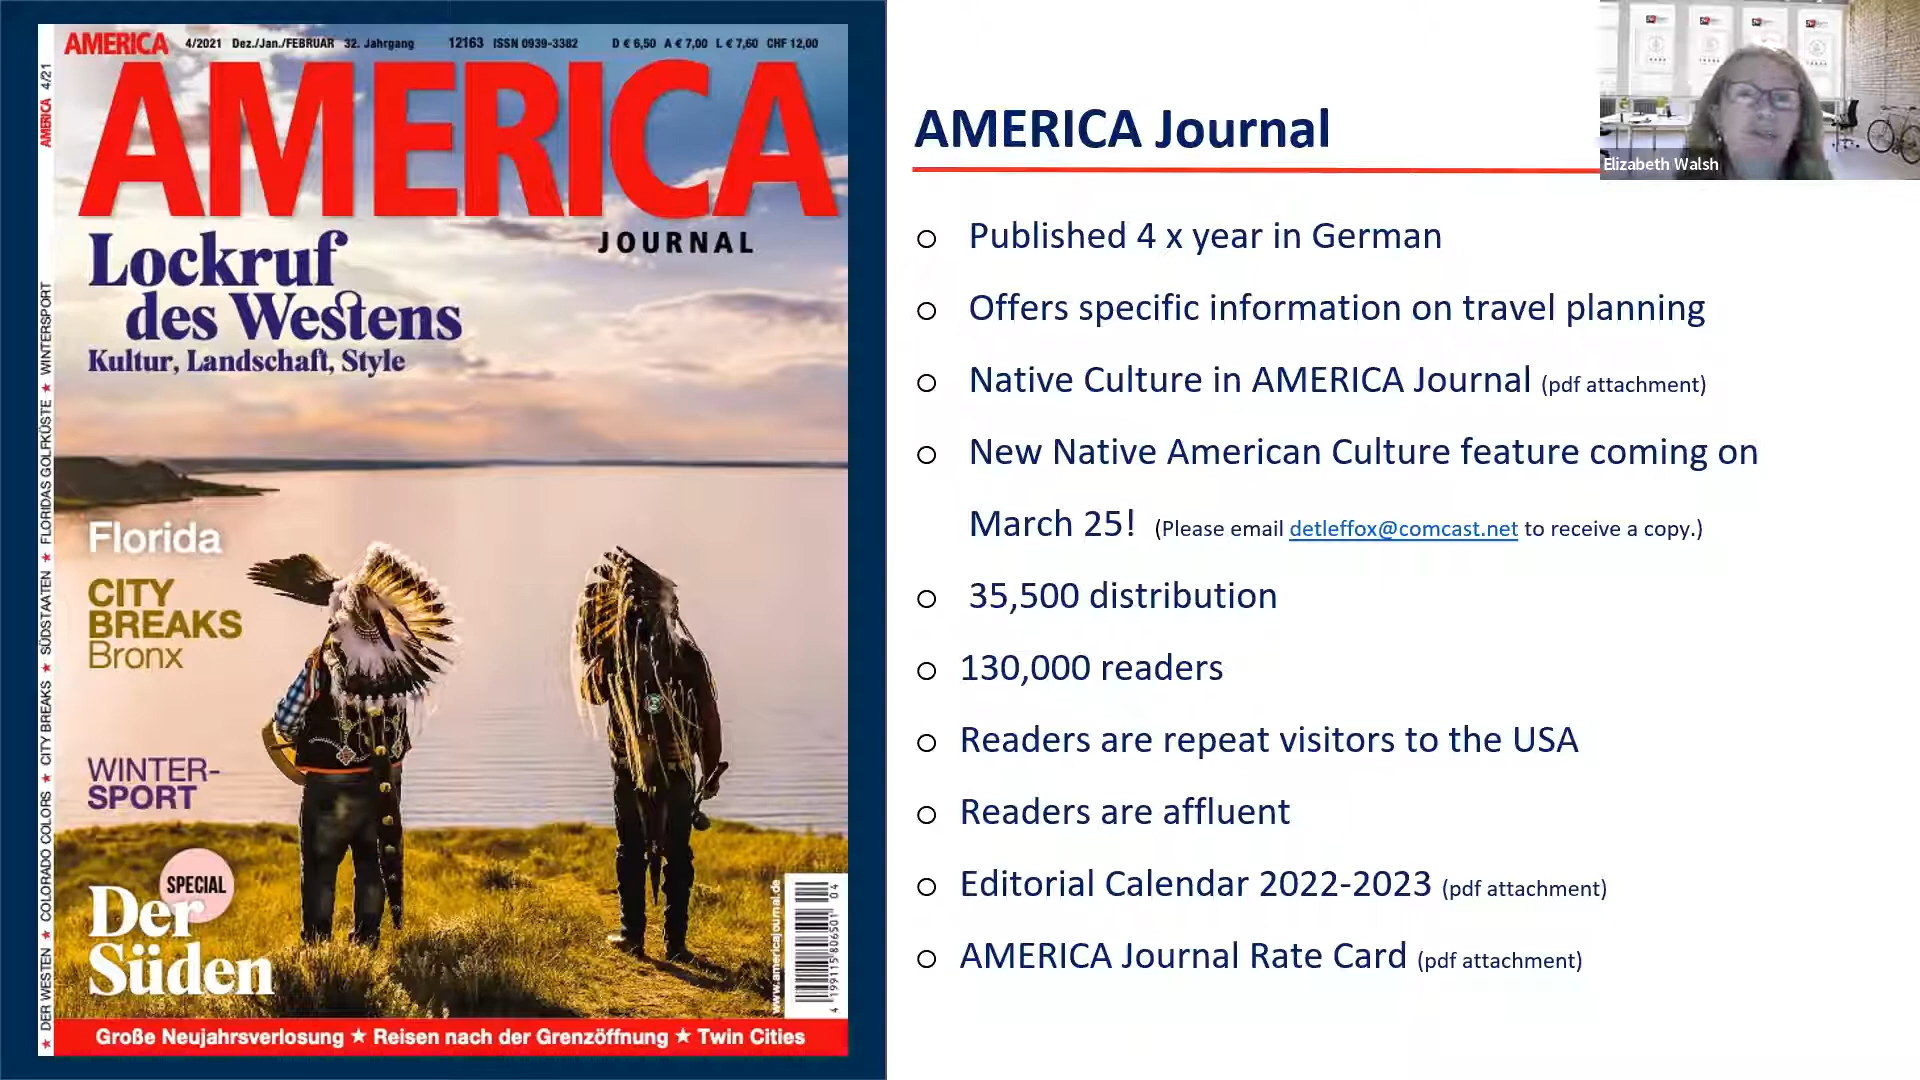 AMERICA 4/2021 Dez./Jan./FEBRUAR 32. Jahrgang 12163 ISSN 0939-3382 D € 6,50 A € 7,00 L € 7,60 CHF 12,00
AMERICA
JOURNAL
Lockruf
des Westens
Kultur, Landschaft, Style
Florida
CITY
BREAKS
Bronx
WINTER-
SPORT
SPECIAL
Der
Süden
www.americajournal.de
4 199115 806501 04
Große Neujahrsverlosung ★ Reisen nach der Grenzöffnung ★ Twin Cities
★ DER WESTEN ★ COLORADO COLORS ★ CITY BREAKS ★ SÜDSTAATEN ★ FLORIDAS GOLFKÜSTE ★ WINTERSPORT
AMERICA 4/21
AMERICA Journal
Published 4 x year in German
Offers specific information on travel planning
Native Culture in AMERICA Journal (pdf attachment)
New Native American Culture feature coming on
March 25! (Please email detleffox@comcast.net to receive a copy.)
35,500 distribution
130,000 readers
Readers are repeat visitors to the USA
Readers are affluent
Editorial Calendar 2022-2023 (pdf attachment)
AMERICA Journal Rate Card (pdf attachment)
Elizabeth Walsh